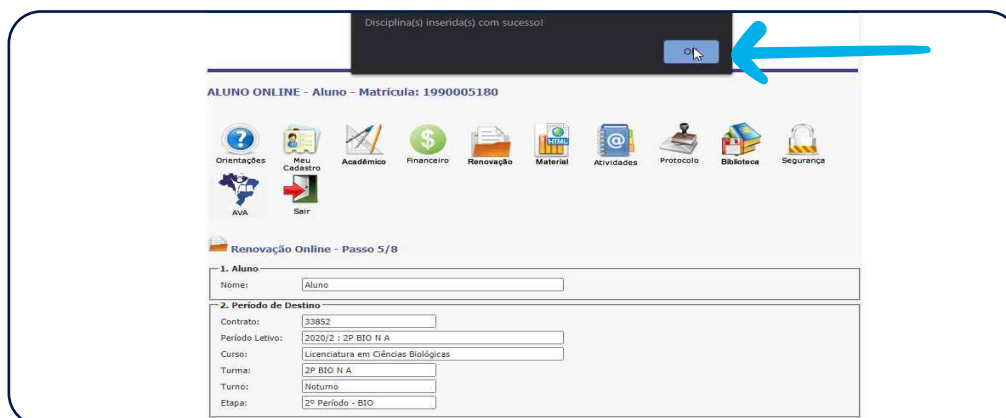 Disciplina(s) inserida(s) com sucesso!
ALUNO ONLINE - Aluno - Matrícula: 1990005180
Orientações
Meu Cadastro
Acadêmico
Financeiro
Renovação
HTML
Material
@
Atividades
Protocolo
Biblioteca
Segurança
AVA
Sair
Renovação Online - Passo 5/8
1. Aluno
Nome: Aluno
2. Período de Destino
Contrato: 33852
Período Letivo: 2020/2 : 2P BIO N A
Curso: Licenciatura em Ciências Biológicas
Turma: 2P BIO N A
Turno: Noturno
Etapa: 2º Período - BIO